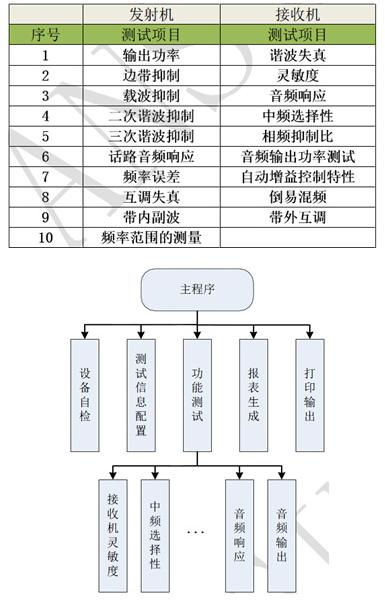 发射机 接收机
序号 测试项目 测试项目
1 输出功率 谐波失真
2 边带抑制 灵敏度
3 载波抑制 音频响应
4 二次谐波抑制 中频选择性
5 三次谐波抑制 相频抑制比
6 话路音频响应 音频输出功率测试
7 频率误差 自动增益控制特性
8 互调失真 倒易混频
9 带内副波 带外互调
10 频率范围的测量
主程序
设备自检
测试信息配置
功能测试
报表生成
打印输出
接收机灵敏度
中频选择性
...
音频响应
音频输出